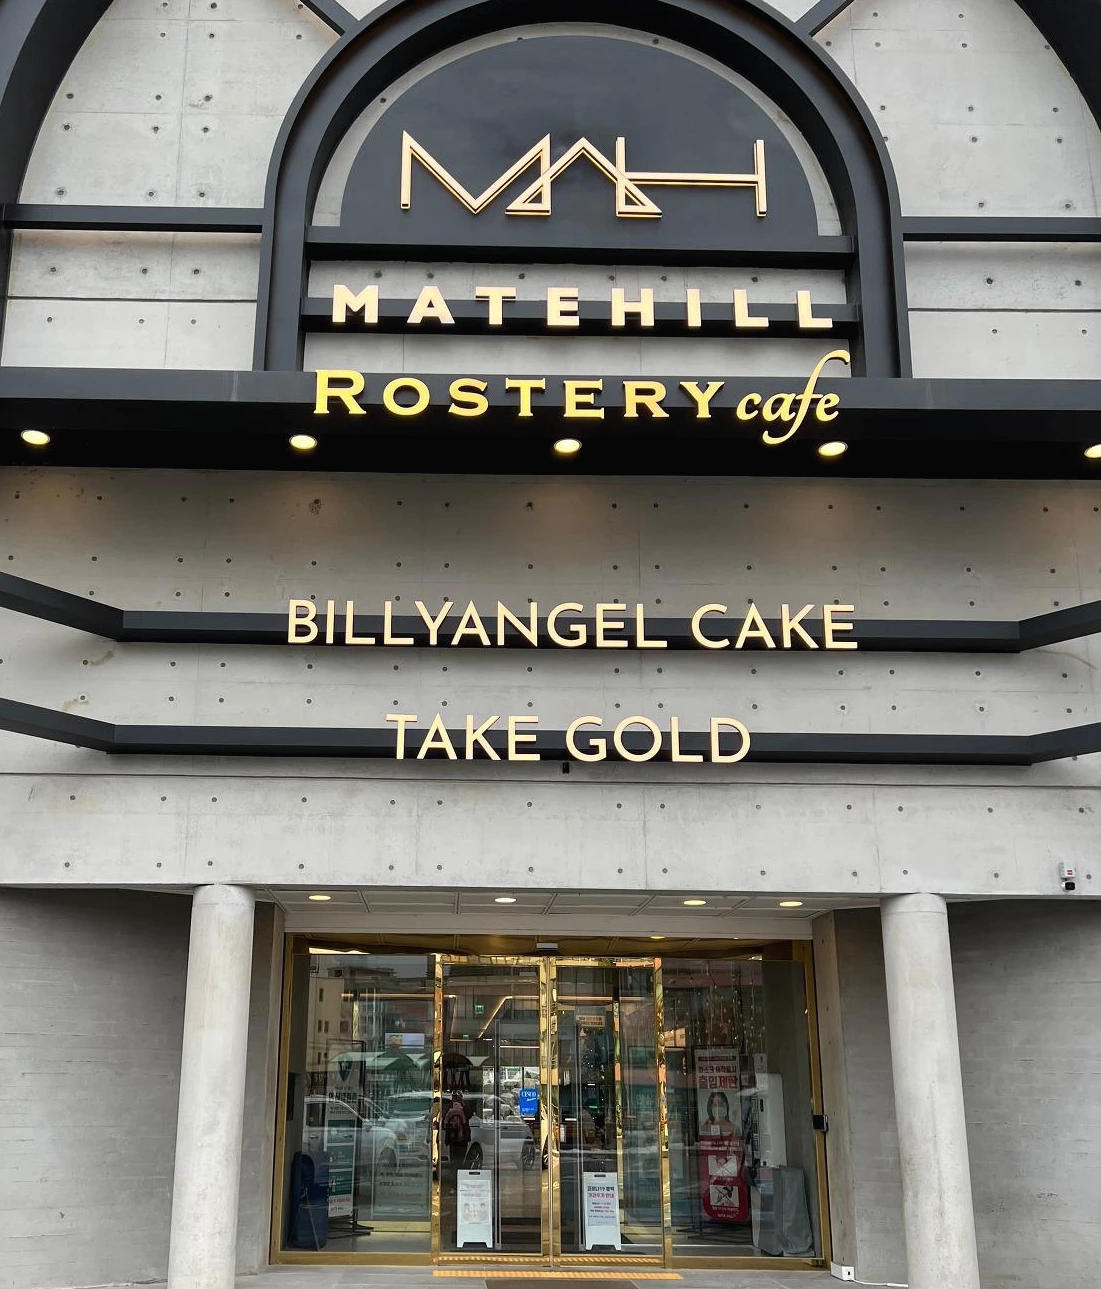 MAH
MATEHILL
ROSTERY cafe
BILLYANGEL CAKE
TAKE GOLD